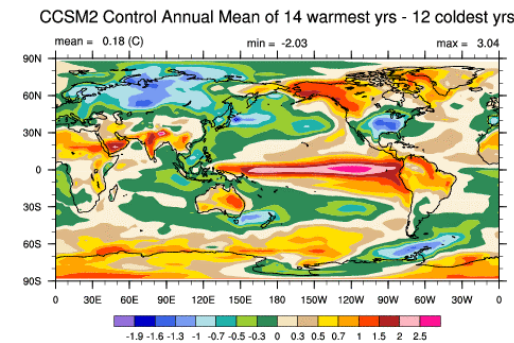 CCSM2 Control Annual Mean of 14 warmest yrs - 12 coldest yrs
mean = 0.18 (C) min = -2.03 max = 3.04
90N
60N
30N
0
30S
60S
90S
0 30E 60E 90E 120E 150E 180 150W 120W 90W 60W 30W 0
-1.9 -1.6 -1.3 -1 -0.7 -0.5 -0.3 0 0.3 0.5 0.7 1 1.5 2 2.5